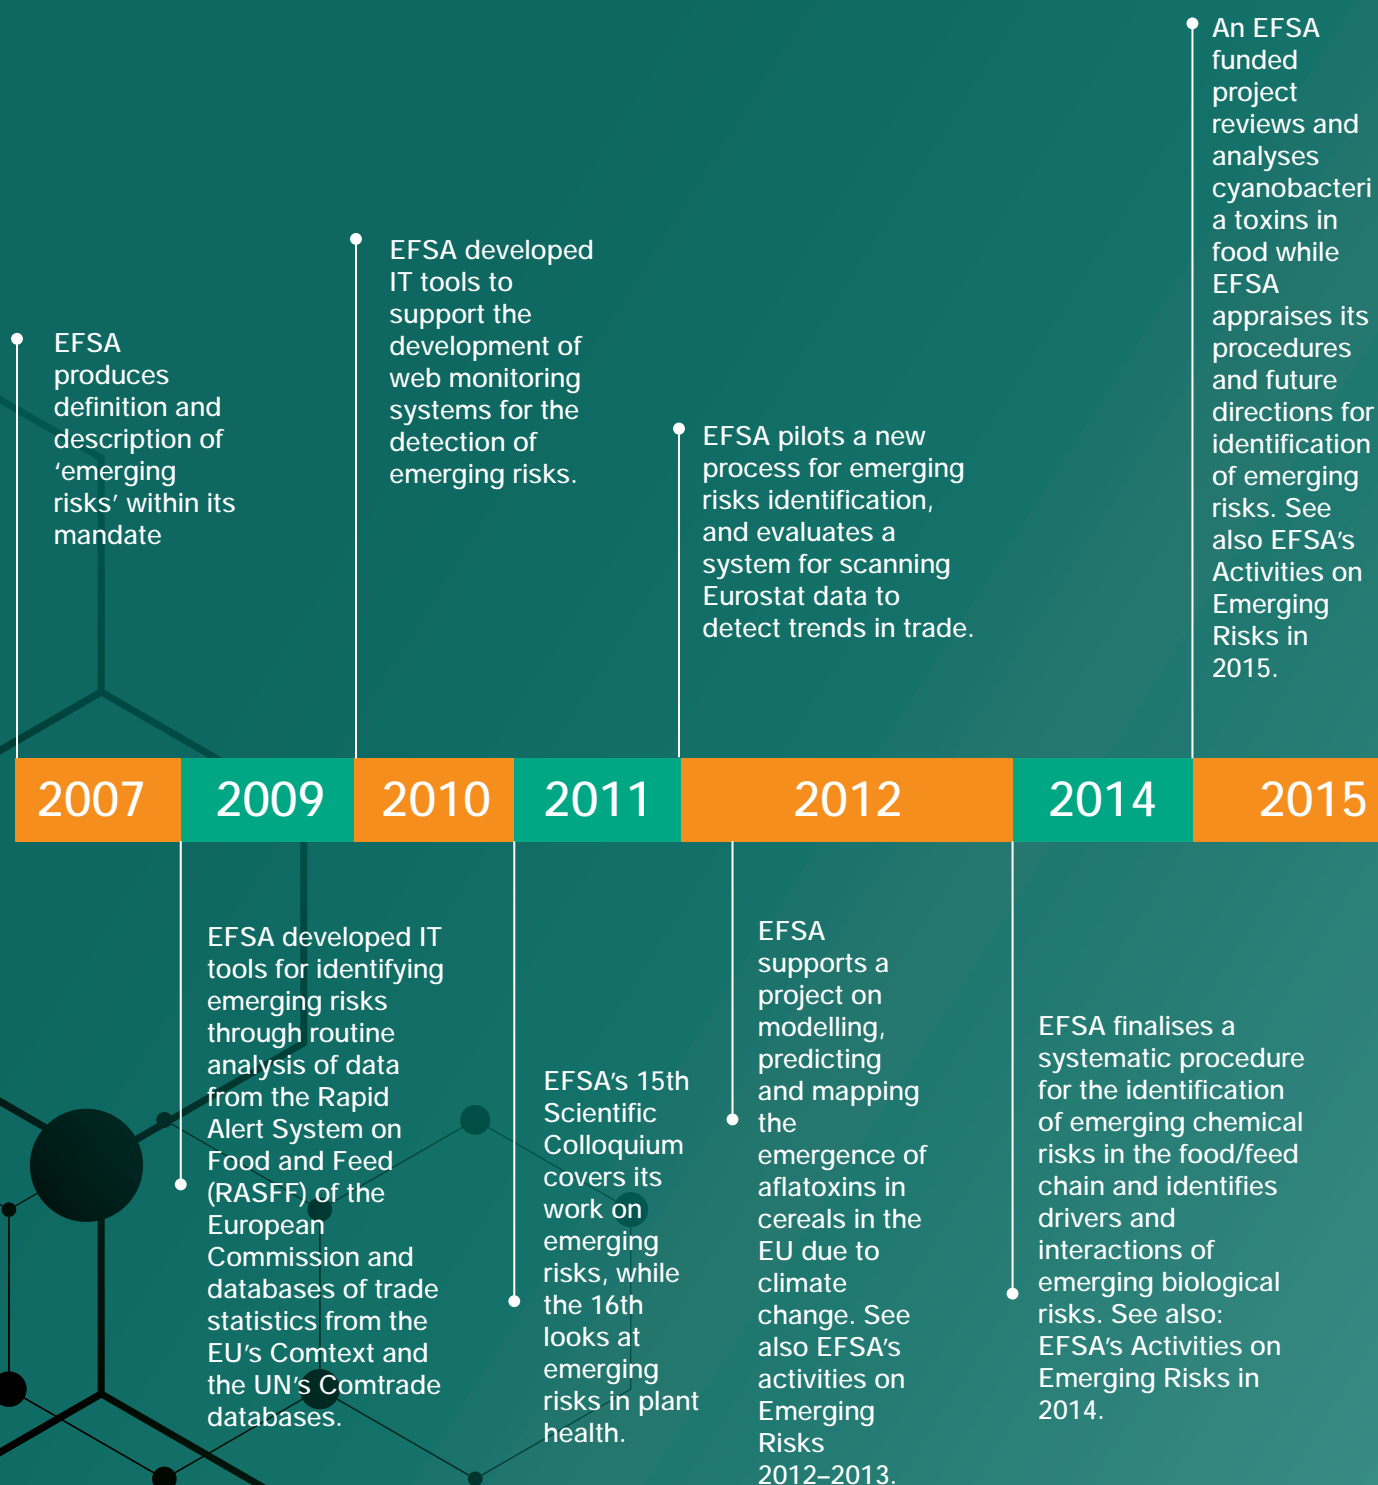 An EFSA
funded
project
reviews and
analyses
cyanobacteri
a toxins in
food while
EFSA
appraises its
procedures
and future
directions for
identification
of emerging
risks. See
also EFSA's
Activities on
Emerging
Risks in
2015.
EFSA developed
IT tools to
support the
development of
web monitoring
systems for the
detection of
emerging risks.
EFSA
produces
definition and
description of
‘emerging
risks’ within its
mandate
EFSA pilots a new
process for emerging
risks identification,
and evaluates a
system for scanning
Eurostat data to
detect trends in trade.
2007 2009 2010 2011 2012 2014 2015
EFSA developed IT
tools for identifying
emerging risks
through routine
analysis of data
from the Rapid
Alert System on
Food and Feed
(RASFF) of the
European
Commission and
databases of trade
statistics from the
EU's Comtext and
the UN's Comtrade
databases.
EFSA's 15th
Scientific
Colloquium
covers its
work on
emerging
risks, while
the 16th
looks at
emerging
risks in plant
health.
EFSA
supports a
project on
modelling,
predicting
and mapping
the
emergence of
aflatoxins in
cereals in the
EU due to
climate
change. See
also EFSA's
activities on
Emerging
Risks
2012–2013.
EFSA finalises a
systematic procedure
for the identification
of emerging chemical
risks in the food/feed
chain and identifies
drivers and
interactions of
emerging biological
risks. See also:
EFSA's Activities on
Emerging Risks in
2014.